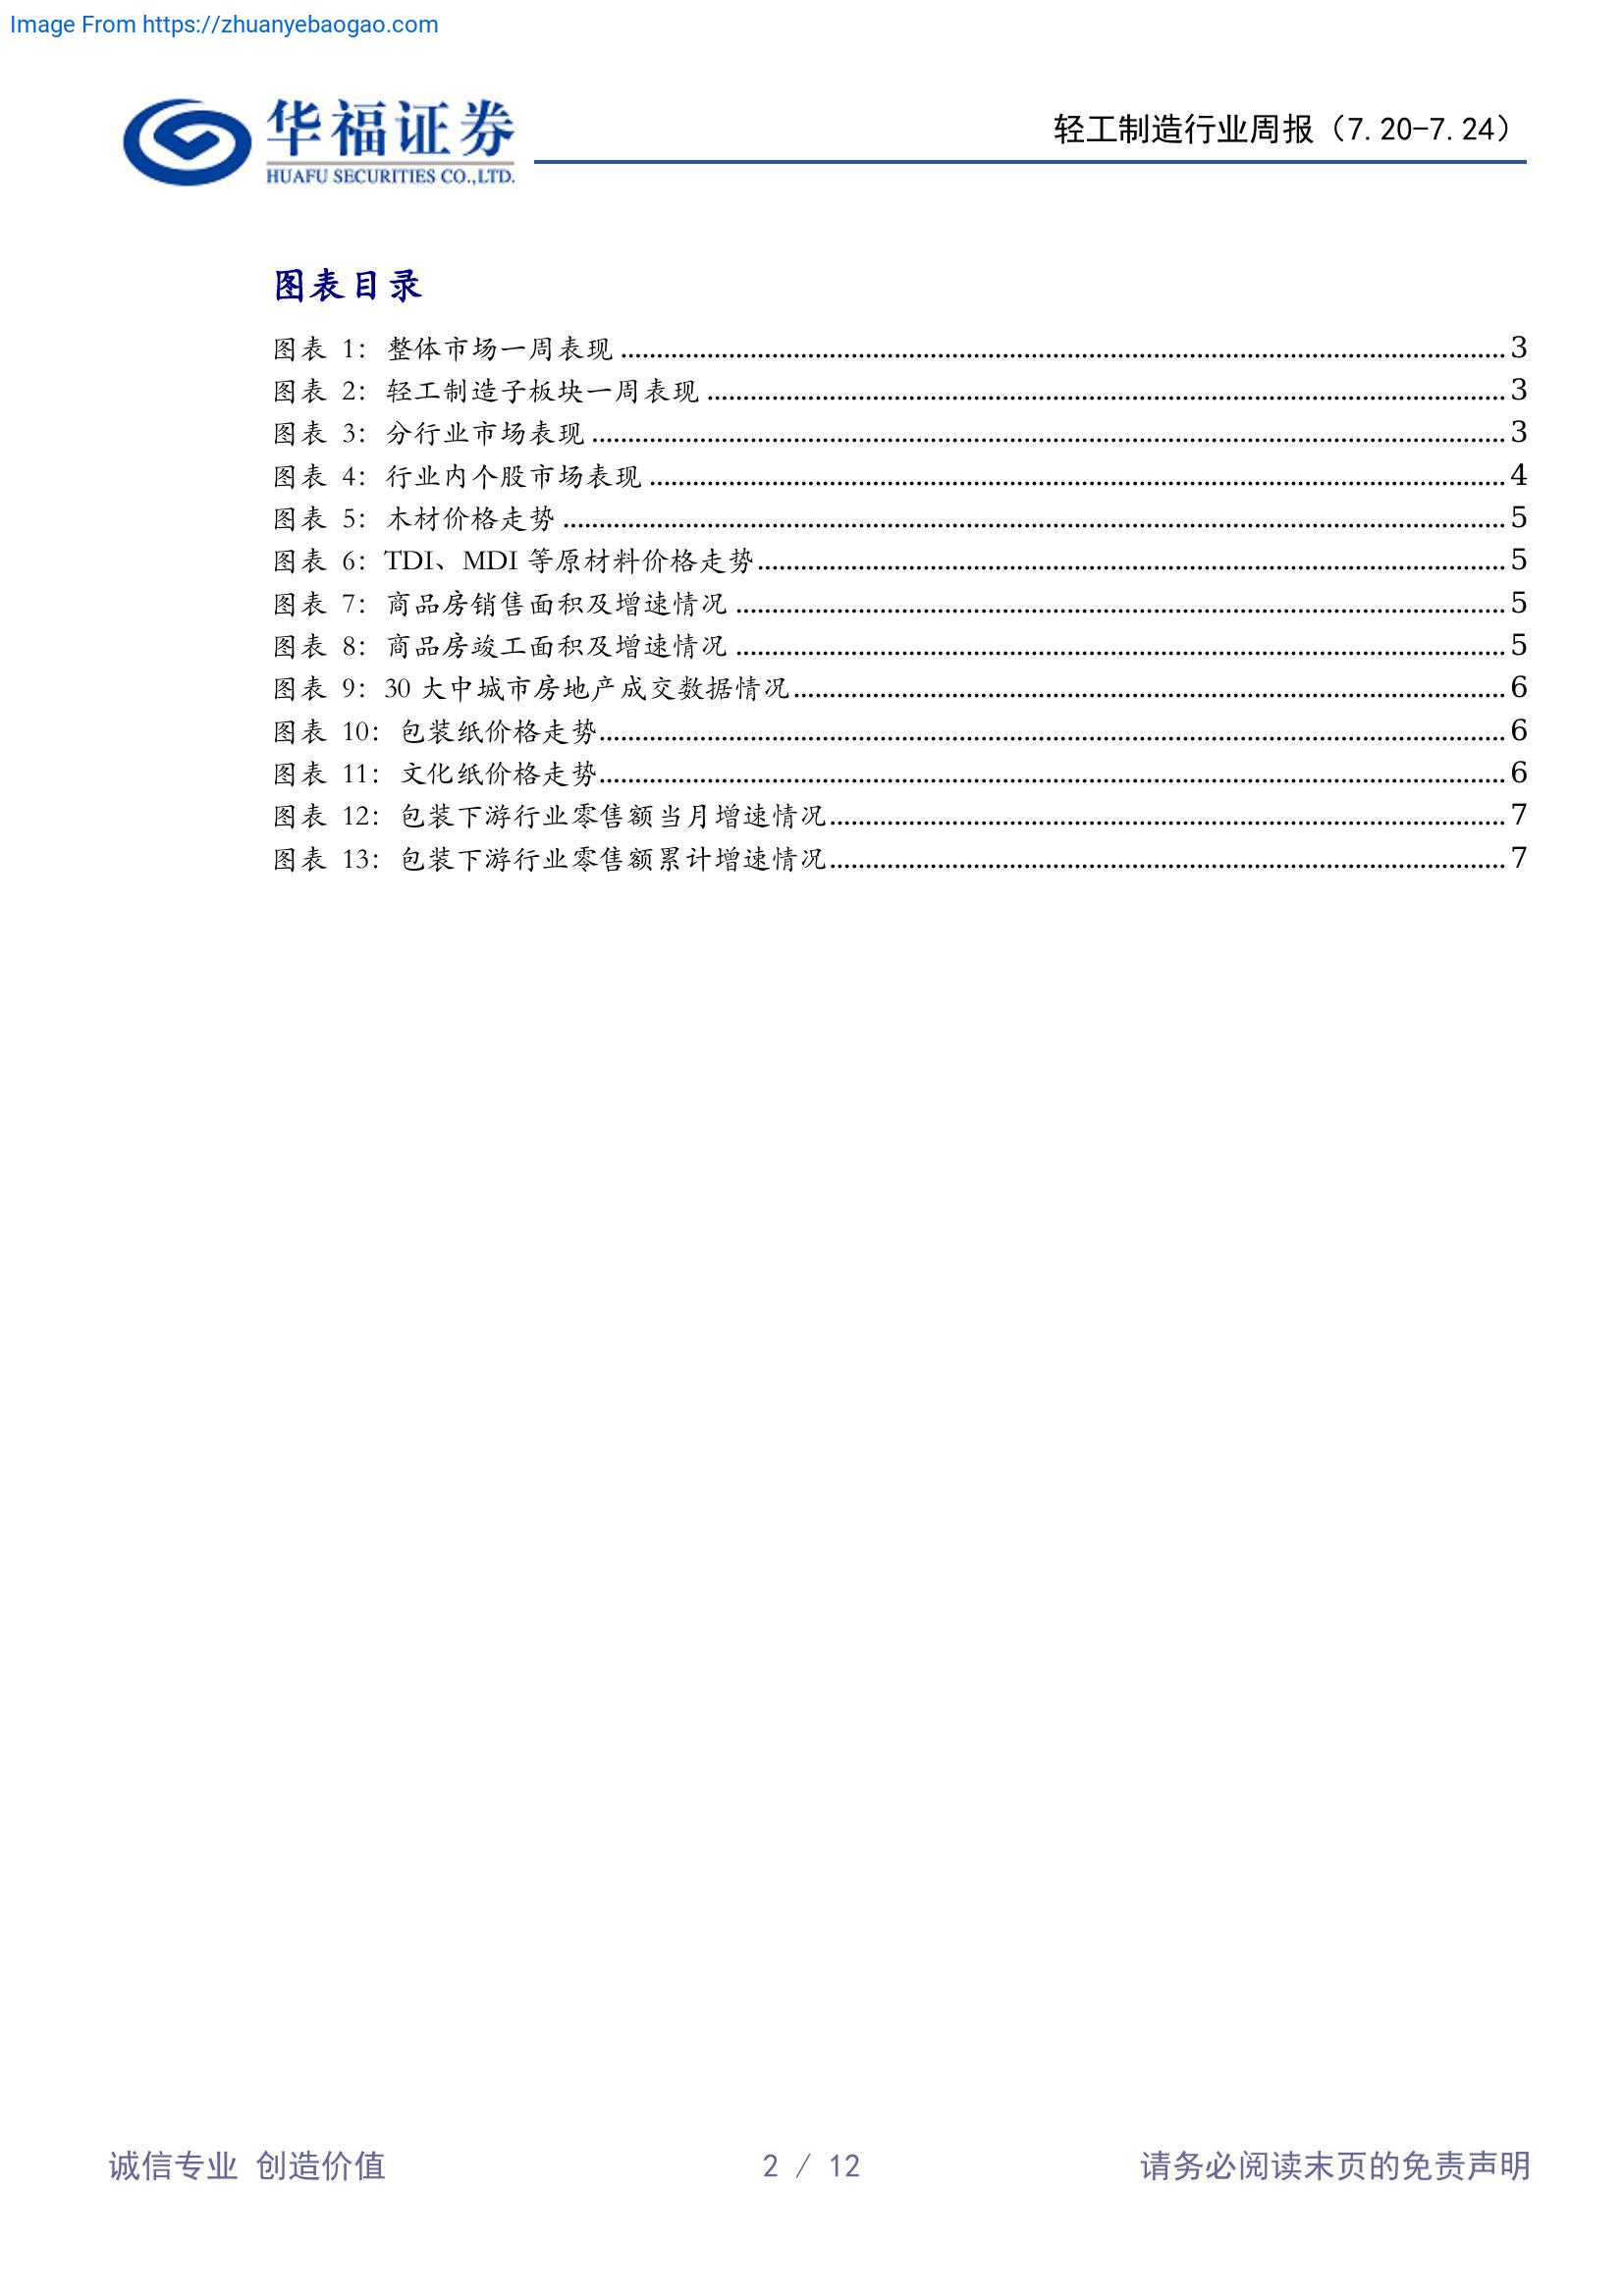 Image From https://zhuanyebaogao.com
华福证券
HUAFU SECURITIES CO.,LTD.
轻工制造行业周报（7.20-7.24）
图表目录
图表 1：整体市场一周表现 3
图表 2：轻工制造子板块一周表现 3
图表 3：分行业市场表现 3
图表 4：行业内个股市场表现 4
图表 5：木材价格走势 5
图表 6：TDI、MDI 等原材料价格走势 5
图表 7：商品房销售面积及增速情况 5
图表 8：商品房竣工面积及增速情况 5
图表 9：30 大中城市房地产成交数据情况 6
图表 10：包装纸价格走势 6
图表 11：文化纸价格走势 6
图表 12：包装下游行业零售额当月增速情况 7
图表 13：包装下游行业零售额累计增速情况 7
诚信专业 创造价值
2 / 12
请务必阅读末页的免责声明